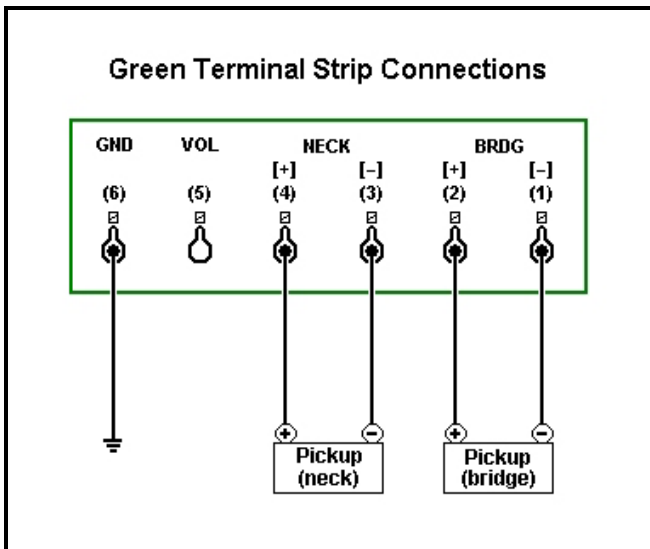 Green Terminal Strip Connections
GND VOL NECK BRDG
[+] [–] [+] [–]
(6) (5) (4) (3) (2) (1)
+ – + –
Pickup Pickup
(neck) (bridge)